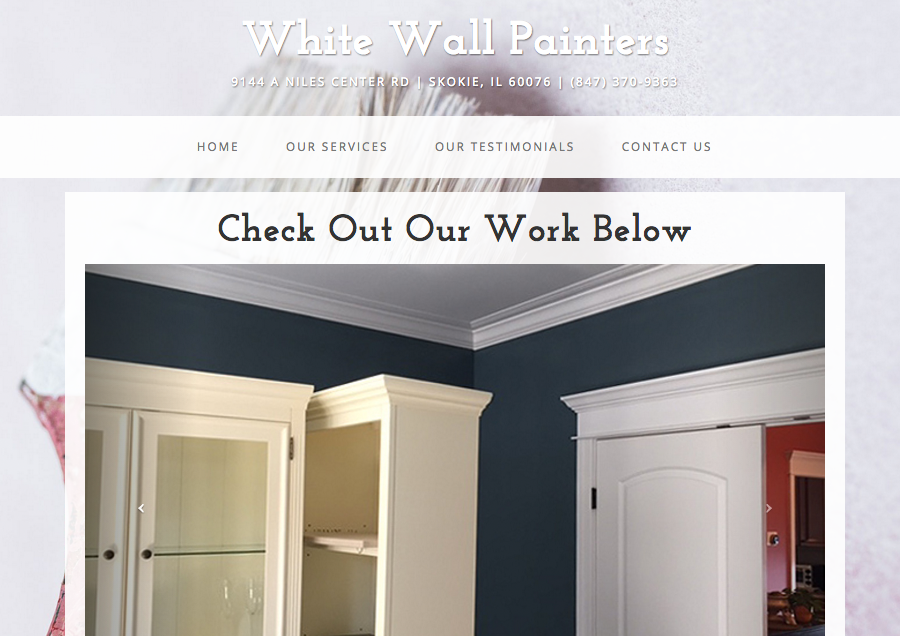 White Wall Painters
9144 A NILES CENTER RD | SKOKIE, IL 60076 | (847) 370-9363
HOME OUR SERVICES OUR TESTIMONIALS CONTACT US
Check Out Our Work Below